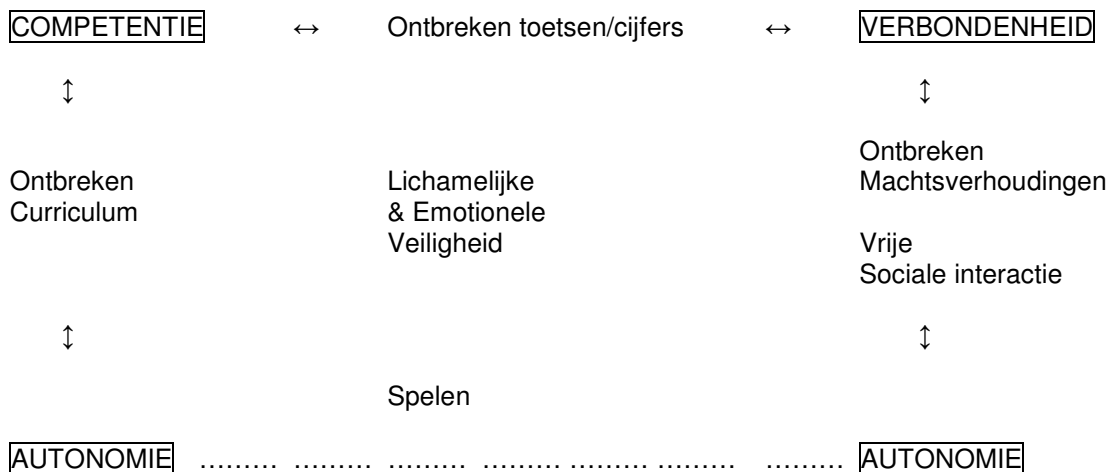 COMPETENTIE ↔ Ontbreken toetsen/cijfers ↔ VERBONDENHEID
↕ ↕
Ontbreken
Ontbreken Lichamelijke Machtsverhoudingen
Curriculum & Emotionele
Veiligheid Vrije
Sociale interactie
↕ ↕
Spelen
AUTONOMIE ……… ……… ……… ……… ……… ……… ……… AUTONOMIE